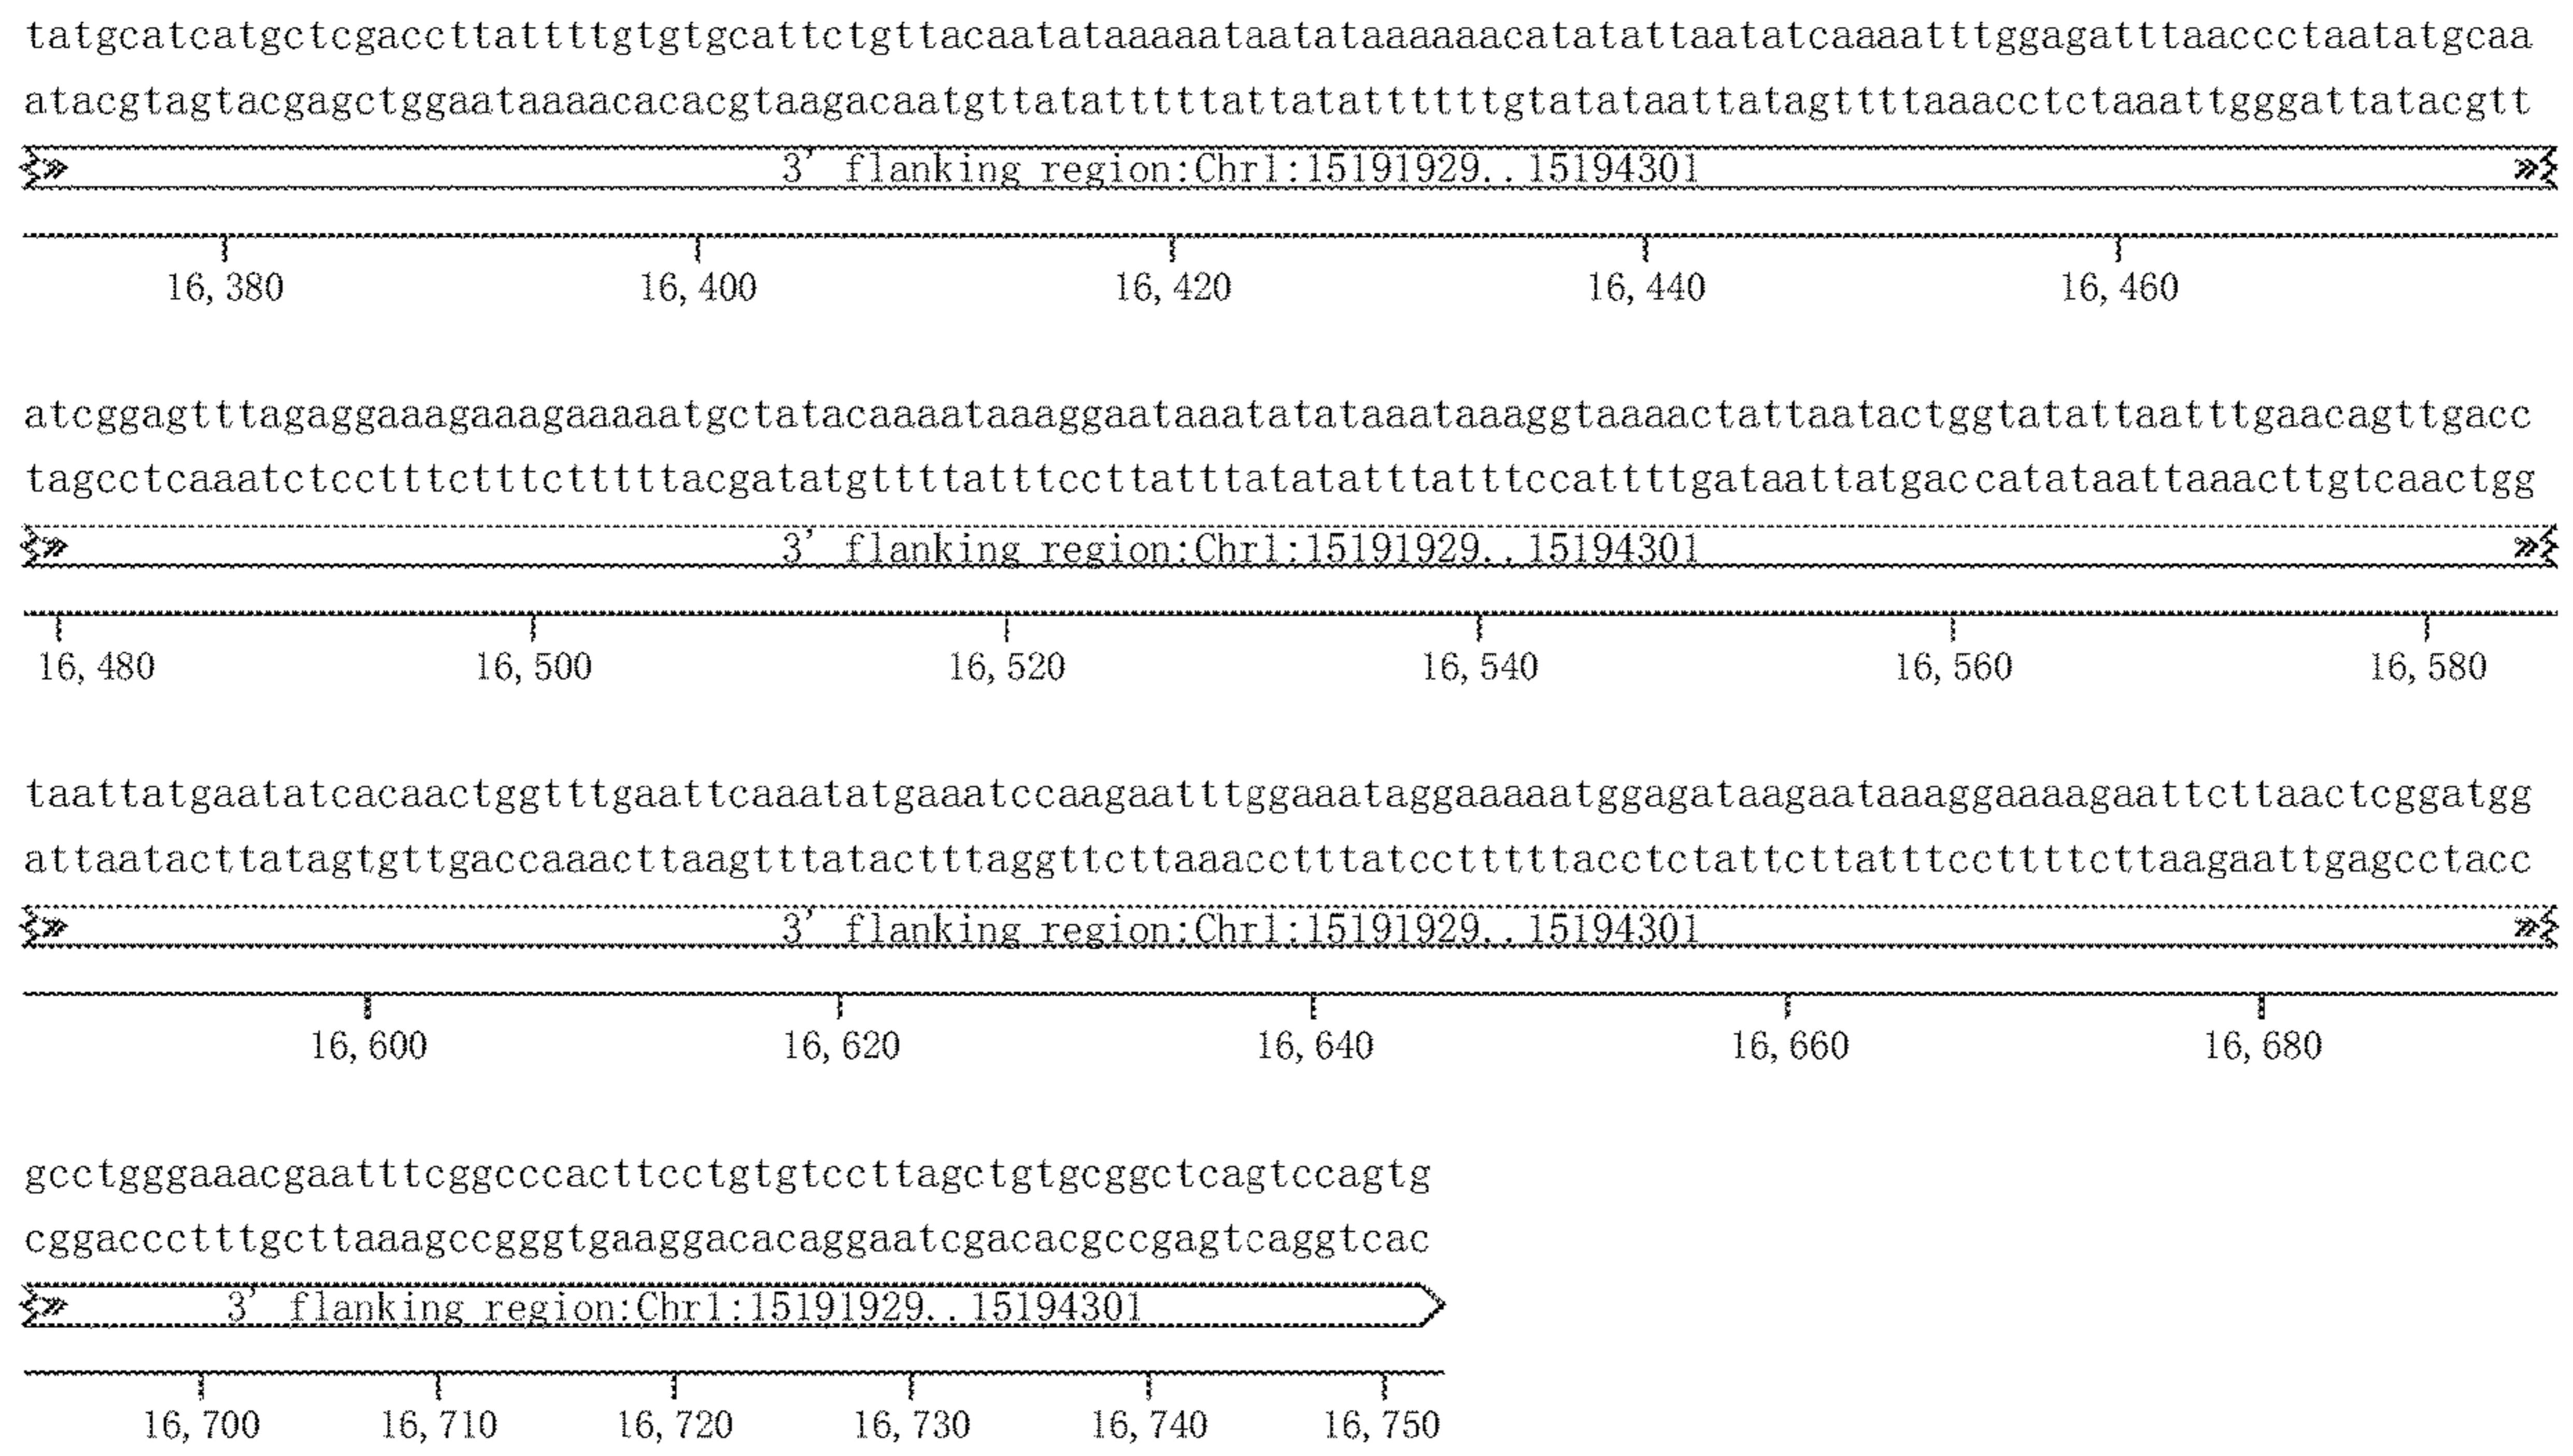 tatgcatcatgctcgaccttattttgtgtgcattctgttacaatataaaaataatataaaaaacatatattaatatcaaaatttggagatttaaccctaatatgcaa
atacgtagtacgagctggaataaaacacacgtaagacaatgttatatttttattatattttttgtatataattatagttttaaacctctaaattgggattatacgtt
3' flanking region:Chr1:15191929..15194301
16,380 16,400 16,420 16,440 16,460
atcggagtttagaggaaagaaagaaaaatgctatacaaaataaaggaataaatatataaataaaggtaaaactattaatactggtatattaatttgaacagttgacc
tagcctcaaatctcctttctttctttttacgatatgttttatttccttatttatatatttatttccattttgataattatgaccatataattaaacttgtcaactgg
3' flanking region:Chr1:15191929..15194301
16,480 16,500 16,520 16,540 16,560 16,580
taattatgaatatcacaactggtttgaattcaaatatgaaatccaagaatttggaaataggaaaaatggagataagaataaaggaaaagaattcttaactcggatgg
attaatacttatagtgttgaccaaacttaagtttatactttaggttcttaaacctttatcctttttacctctattcttatttccttttcttaagaattgagcctacc
3' flanking region:Chr1:15191929..15194301
16,600 16,620 16,640 16,660 16,680
gcctgggaaacgaatttcggcccacttcctgtgtccttagctgtgcggctcagtccagtg
cggaccctttgcttaaagccgggtgaaggacacaggaatcgacacgccgagtcaggtcac
3' flanking region:Chr1:15191929..15194301
16,700 16,710 16,720 16,730 16,740 16,750